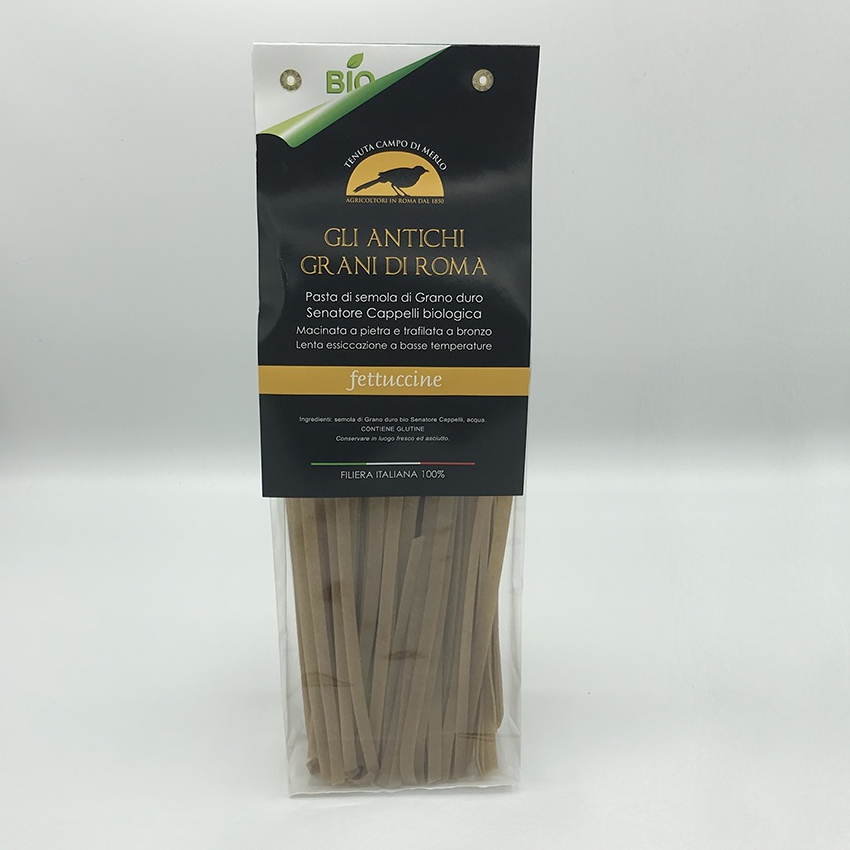 BIO
TENUTA CAMPO DI MERLO
AGRICOLTORI IN ROMA DAL 1850
GLI ANTICHI
GRANI DI ROMA
Pasta di semola di Grano duro
Senatore Cappelli biologica
Macinata a pietra e trafilata a bronzo
Lenta essiccazione a basse temperature
fettuccine
Ingredienti: semola di Grano duro bio Senatore Cappelli, acqua.
CONTIENE GLUTINE
Conservare in luogo fresco ed asciutto.
FILIERA ITALIANA 100%